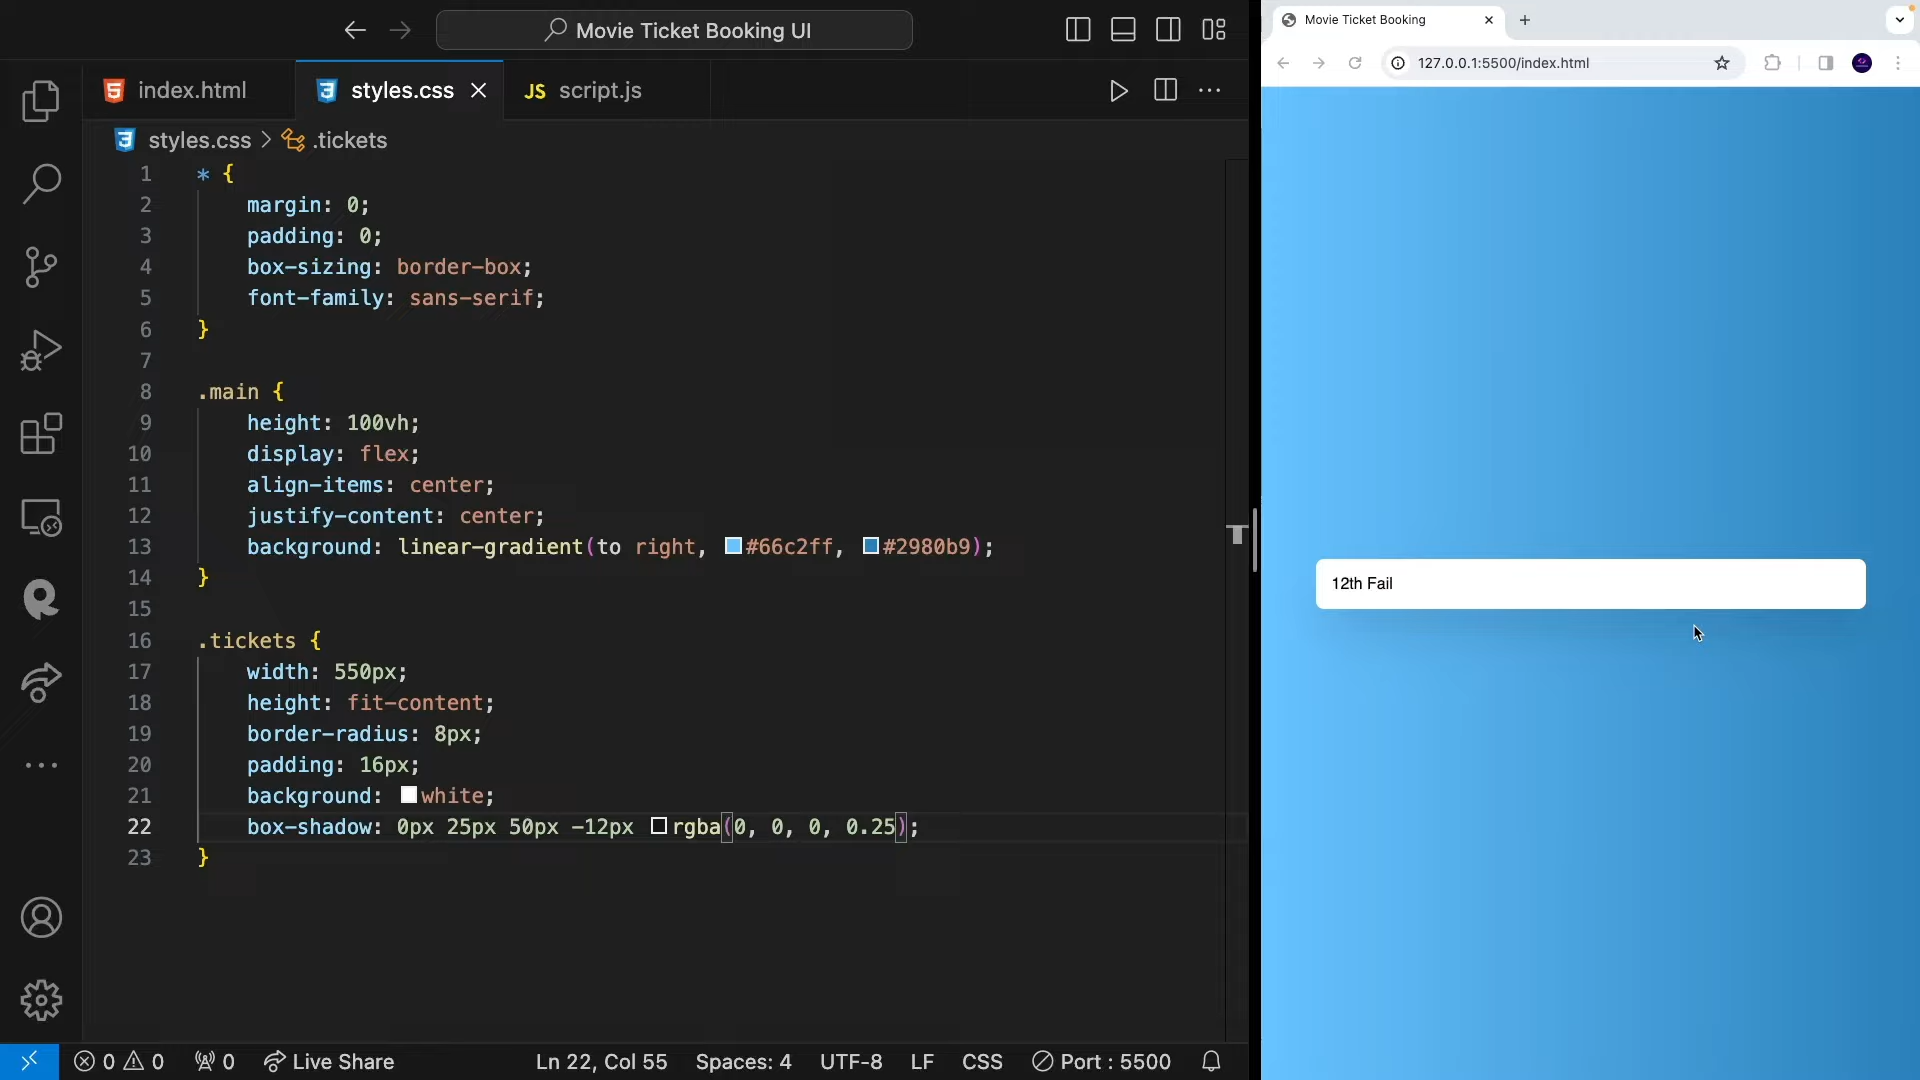 Movie Ticket Booking UI
index.html
styles.css
JS script.js
styles.css > .tickets
1 * {
2 margin: 0;
3 padding: 0;
4 box-sizing: border-box;
5 font-family: sans-serif;
6 }
7
8 .main {
9 height: 100vh;
10 display: flex;
11 align-items: center;
12 justify-content: center;
13 background: linear-gradient(to right, #66c2ff, #2980b9);
14 }
15
16 .tickets {
17 width: 550px;
18 height: fit-content;
19 border-radius: 8px;
20 padding: 16px;
21 background: white;
22 box-shadow: 0px 25px 50px -12px rgba(0, 0, 0, 0.25);
23 }
0 0 0 Live Share Ln 22, Col 55 Spaces: 4 UTF-8 LF CSS Port : 5500
Movie Ticket Booking
127.0.0.1:5500/index.html
12th Fail